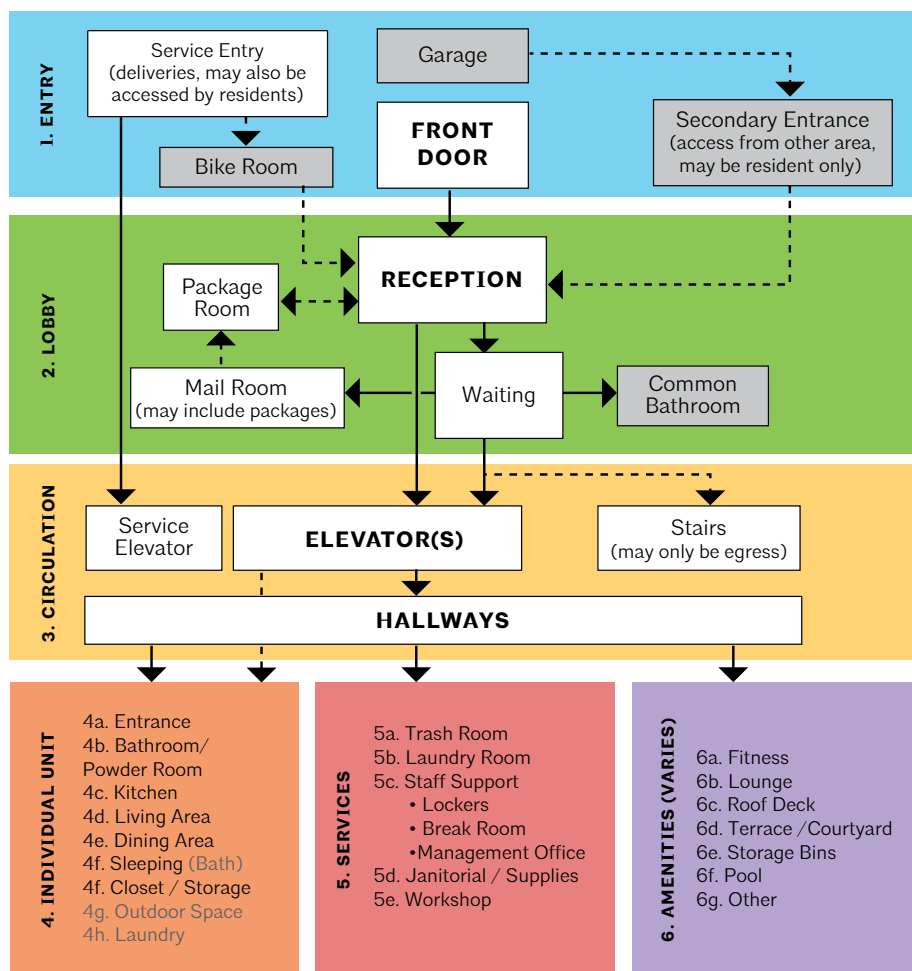 1. ENTRY
Service Entry
(deliveries, may also be
accessed by residents)
Garage
FRONT
DOOR
Secondary Entrance
(access from other area,
may be resident only)
Bike Room
2. LOBBY
RECEPTION
Package
Room
Mail Room
(may include packages)
Waiting
Common
Bathroom
3. CIRCULATION
Service
Elevator
ELEVATOR(S)
Stairs
(may only be egress)
HALLWAYS
4. INDIVIDUAL UNIT
4a. Entrance
4b. Bathroom/
Powder Room
4c. Kitchen
4d. Living Area
4e. Dining Area
4f. Sleeping (Bath)
4f. Closet / Storage
4g. Outdoor Space
4h. Laundry
5. SERVICES
5a. Trash Room
5b. Laundry Room
5c. Staff Support
• Lockers
• Break Room
•Management Office
5d. Janitorial / Supplies
5e. Workshop
6. AMENITIES (VARIES)
6a. Fitness
6b. Lounge
6c. Roof Deck
6d. Terrace /Courtyard
6e. Storage Bins
6f. Pool
6g. Other